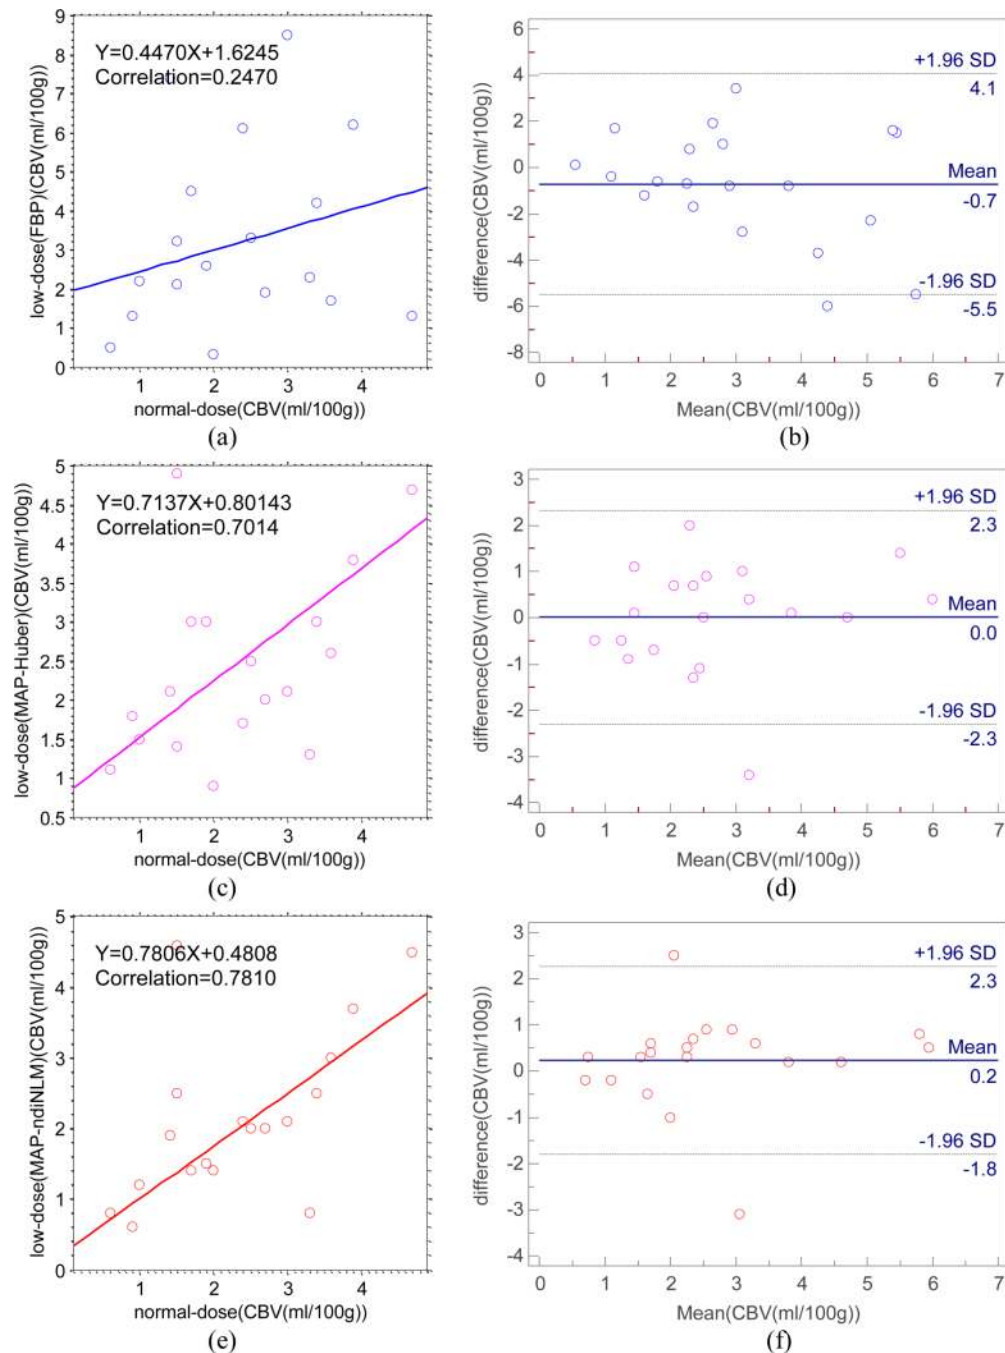 9
8
7
6
5
4
3
2
1
0
low-dose(FBP)(CBV(ml/100g))
Y=0.4470X+1.6245
Correlation=0.2470
1 2 3 4
normal-dose(CBV(ml/100g))
(a)
6
4
2
0
-2
-4
-6
-8
difference(CBV(ml/100g))
+1.96 SD
4.1
Mean
-0.7
-1.96 SD
-5.5
0 1 2 3 4 5 6 7
Mean(CBV(ml/100g))
(b)
5
4.5
4
3.5
3
2.5
2
1.5
1
0.5
low-dose(MAP-Huber)(CBV(ml/100g))
Y=0.7137X+0.80143
Correlation=0.7014
1 2 3 4
normal-dose(CBV(ml/100g))
(c)
3
2
1
0
-1
-2
-3
-4
difference(CBV(ml/100g))
+1.96 SD
2.3
Mean
0.0
-1.96 SD
-2.3
0 1 2 3 4 5 6 7
Mean(CBV(ml/100g))
(d)
5
4
3
2
1
0
low-dose(MAP-ndiNLM)(CBV(ml/100g))
Y=0.7806X+0.4808
Correlation=0.7810
1 2 3 4
normal-dose(CBV(ml/100g))
(e)
3
2
1
0
-1
-2
-3
-4
difference(CBV(ml/100g))
+1.96 SD
2.3
Mean
0.2
-1.96 SD
-1.8
0 1 2 3 4 5 6 7
Mean(CBV(ml/100g))
(f)